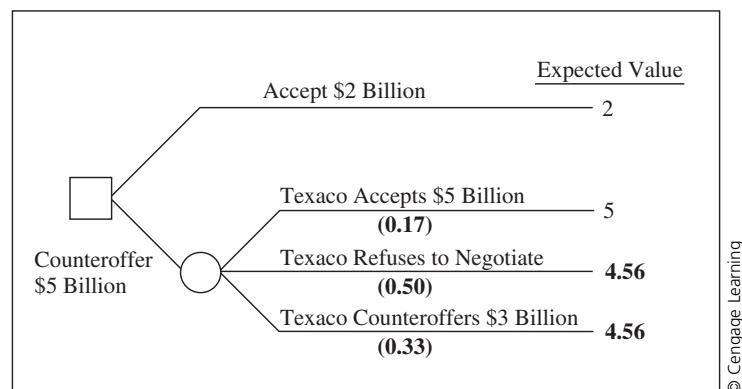 Expected Value
Accept $2 Billion
2
Texaco Accepts $5 Billion
5
(0.17)
Counteroffer
$5 Billion
Texaco Refuses to Negotiate
4.56
(0.50)
Texaco Counteroffers $3 Billion
4.56
(0.33)
© Cengage Learning